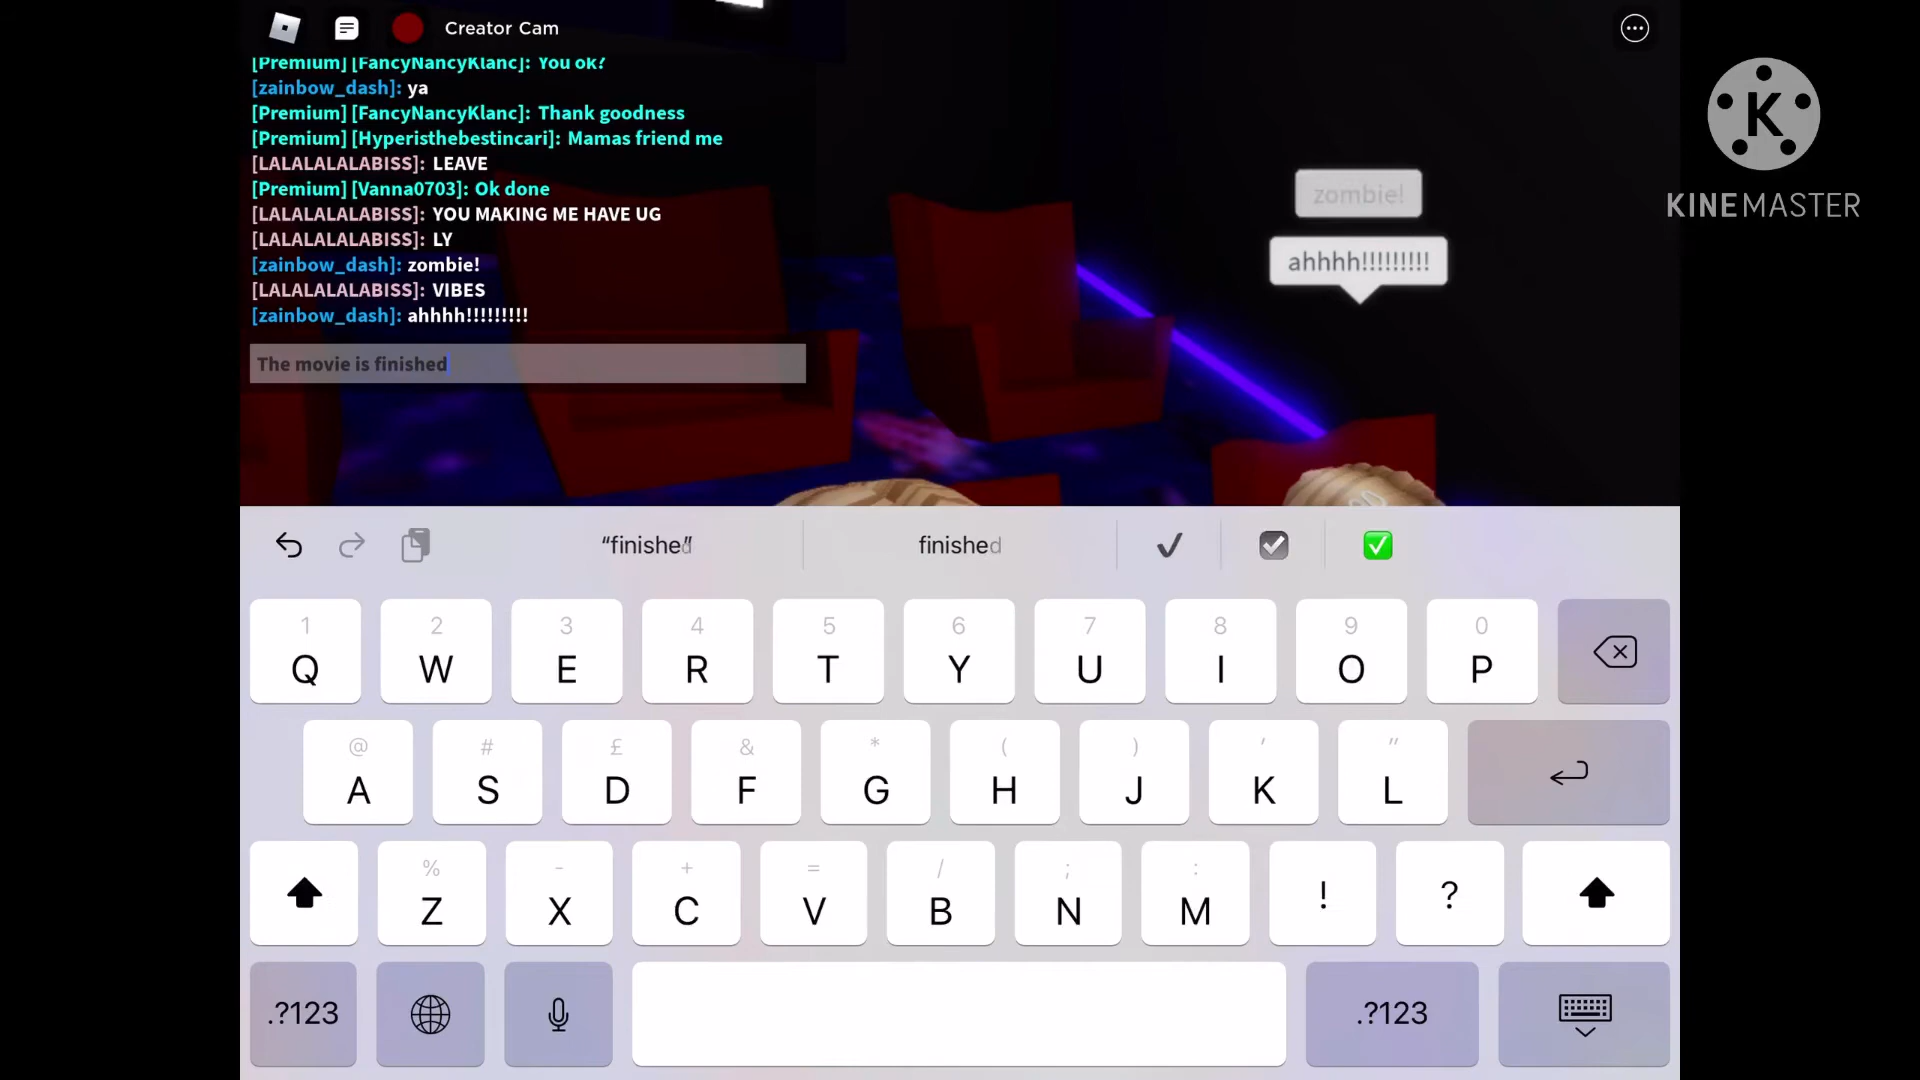 Creator Cam
[Premium] [FancyNancyKlanc]: You ok?
[zainbow_dash]: ya
[Premium] [FancyNancyKlanc]: Thank goodness
[Premium] [Hyperisthebestincari]: Mamas friend me
[LALALALALABISS]: LEAVE
[Premium] [Vanna0703]: Ok done
[LALALALALABISS]: YOU MAKING ME HAVE UG
[LALALALALABISS]: LY
[zainbow_dash]: zombie!
[LALALALALABISS]: VIBES
[zainbow_dash]: ahhhh!!!!!!!!!
The movie is finished
zombie!
ahhhh!!!!!!!!!
K
KINEMASTER
“finished” finished
1 2 3 4 5 6 7 8 9 0
Q W E R T Y U I O P
@ # £ & * ( ) ' "
A S D F G H J K L
% - + = / ; :
Z X C V B N M ! ?
.?123 .?123